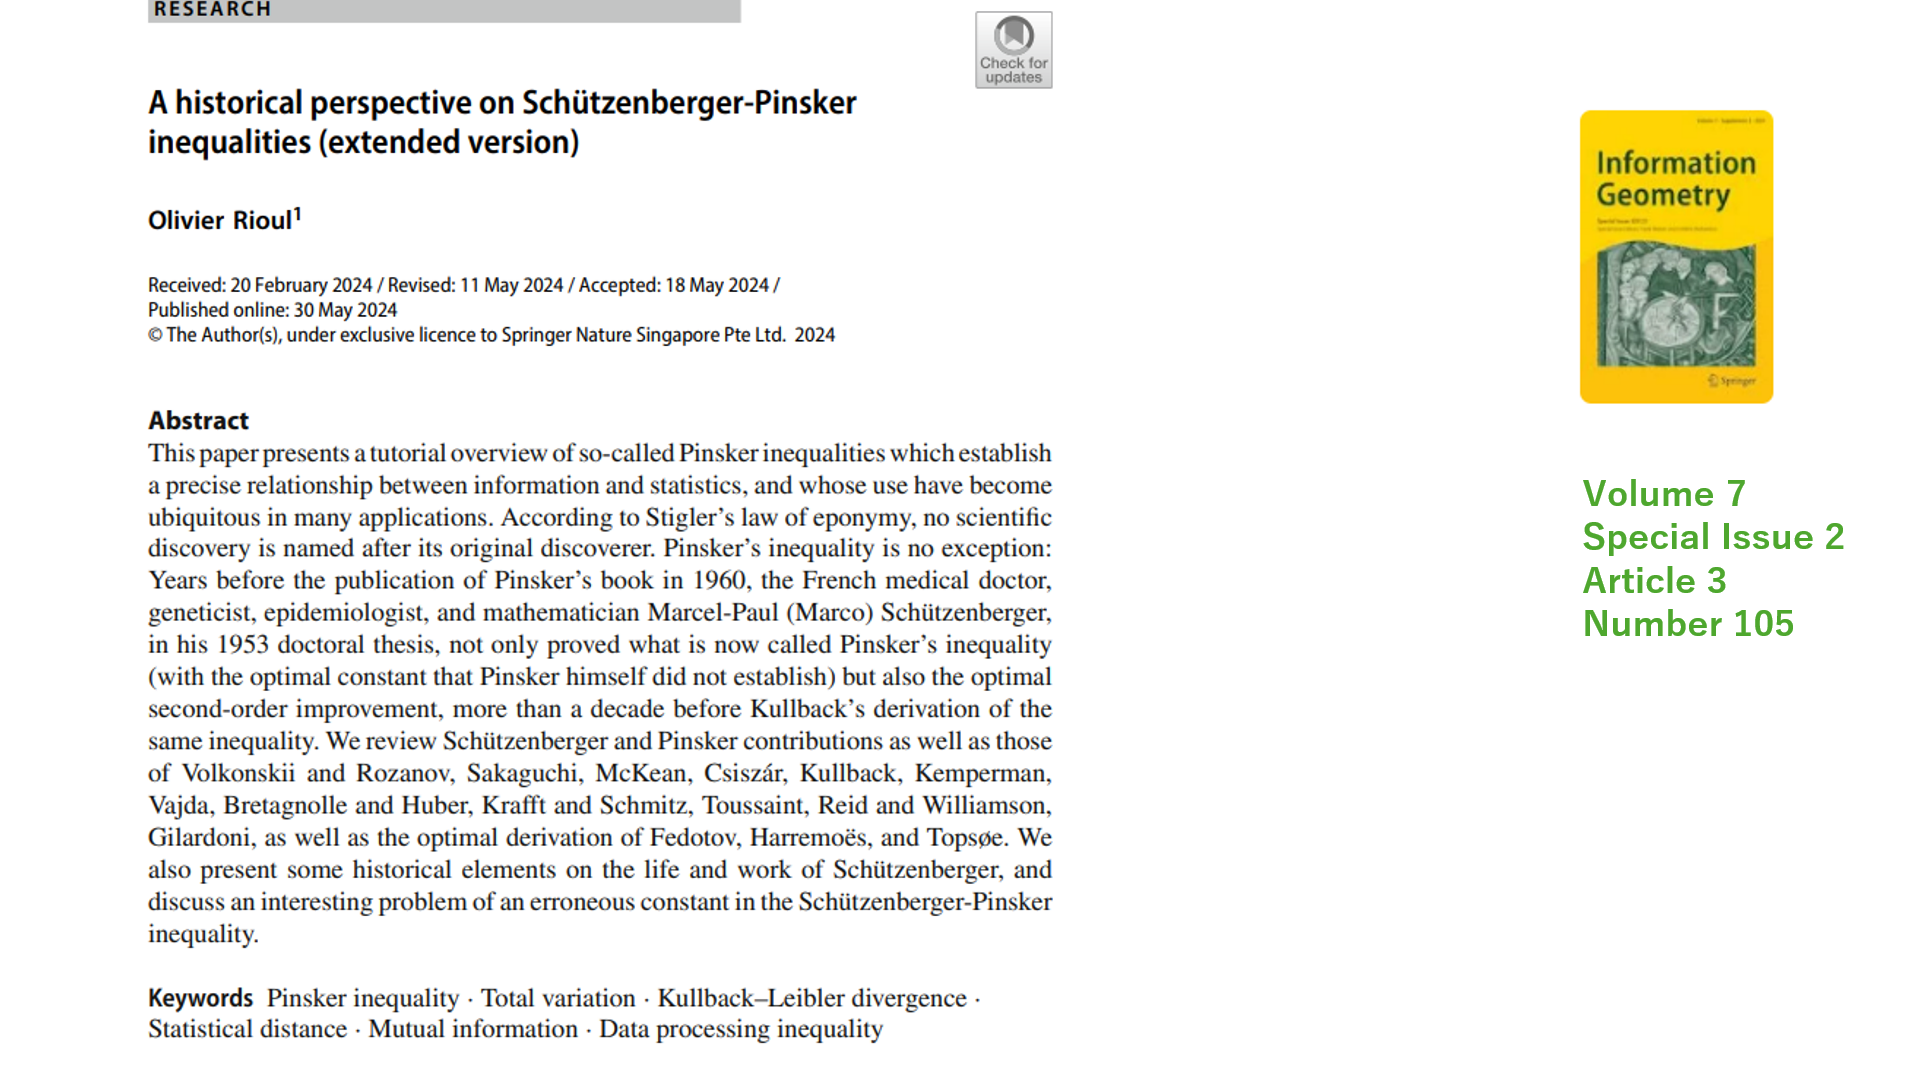 RESEARCH
Check for
updates
A historical perspective on Schützenberger-Pinsker
inequalities (extended version)
Olivier Rioul1
Received: 20 February 2024 / Revised: 11 May 2024 / Accepted: 18 May 2024 /
Published online: 30 May 2024
© The Author(s), under exclusive licence to Springer Nature Singapore Pte Ltd. 2024
Abstract
This paper presents a tutorial overview of so-called Pinsker inequalities which establish
a precise relationship between information and statistics, and whose use have become
ubiquitous in many applications. According to Stigler's law of eponymy, no scientific
discovery is named after its original discoverer. Pinsker's inequality is no exception:
Years before the publication of Pinsker's book in 1960, the French medical doctor,
geneticist, epidemiologist, and mathematician Marcel-Paul (Marco) Schützenberger,
in his 1953 doctoral thesis, not only proved what is now called Pinsker's inequality
(with the optimal constant that Pinsker himself did not establish) but also the optimal
second-order improvement, more than a decade before Kullback's derivation of the
same inequality. We review Schützenberger and Pinsker contributions as well as those
of Volkonskii and Rozanov, Sakaguchi, McKean, Csiszár, Kullback, Kemperman,
Vajda, Bretagnolle and Huber, Krafft and Schmitz, Toussaint, Reid and Williamson,
Gilardoni, as well as the optimal derivation of Fedotov, Harremoës, and Topsøe. We
also present some historical elements on the life and work of Schützenberger, and
discuss an interesting problem of an erroneous constant in the Schützenberger-Pinsker
inequality.
Keywords Pinsker inequality · Total variation · Kullback–Leibler divergence ·
Statistical distance · Mutual information · Data processing inequality
Information
Geometry
Springer
Volume 7
Special Issue 2
Article 3
Number 105